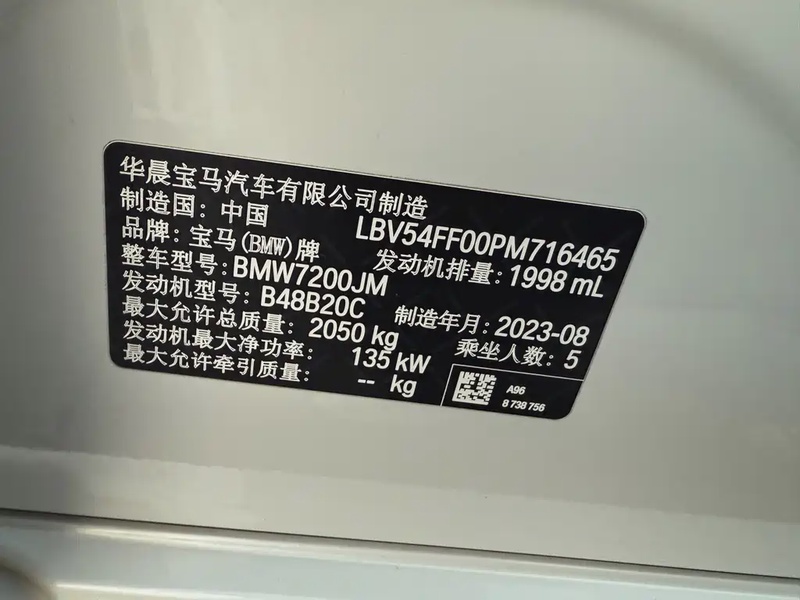 华晨宝马汽车有限公司制造
制造国: 中国 LBV54FF00PM716465
品牌: 宝马(BMW)牌 发动机排量: 1998 mL
整车型号: BMW7200JM
发动机型号: B48B20C 制造年月: 2023-08
最大允许总质量: 2050 kg 乘坐人数: 5
发动机最大净功率: 135 kW
最大允许牵引质量: -- kg
A96
8 738 756